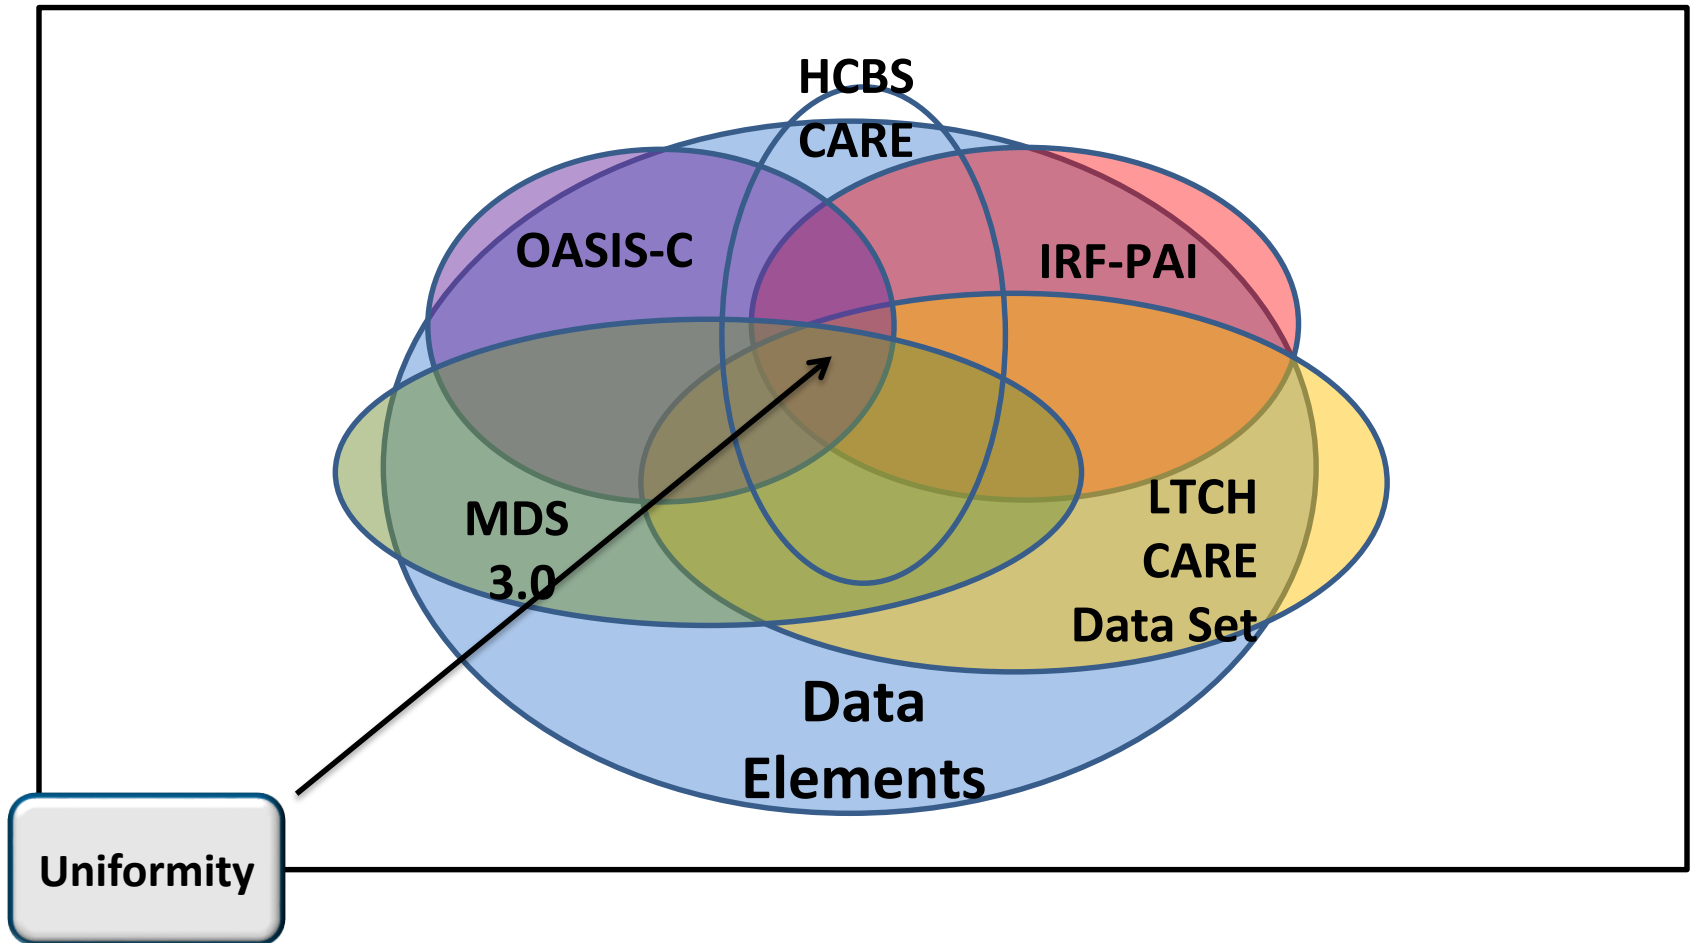 HCBS
CARE
OASIS-C
IRF-PAI
MDS
3.0
LTCH
CARE
Data Set
Data
Elements
Uniformity